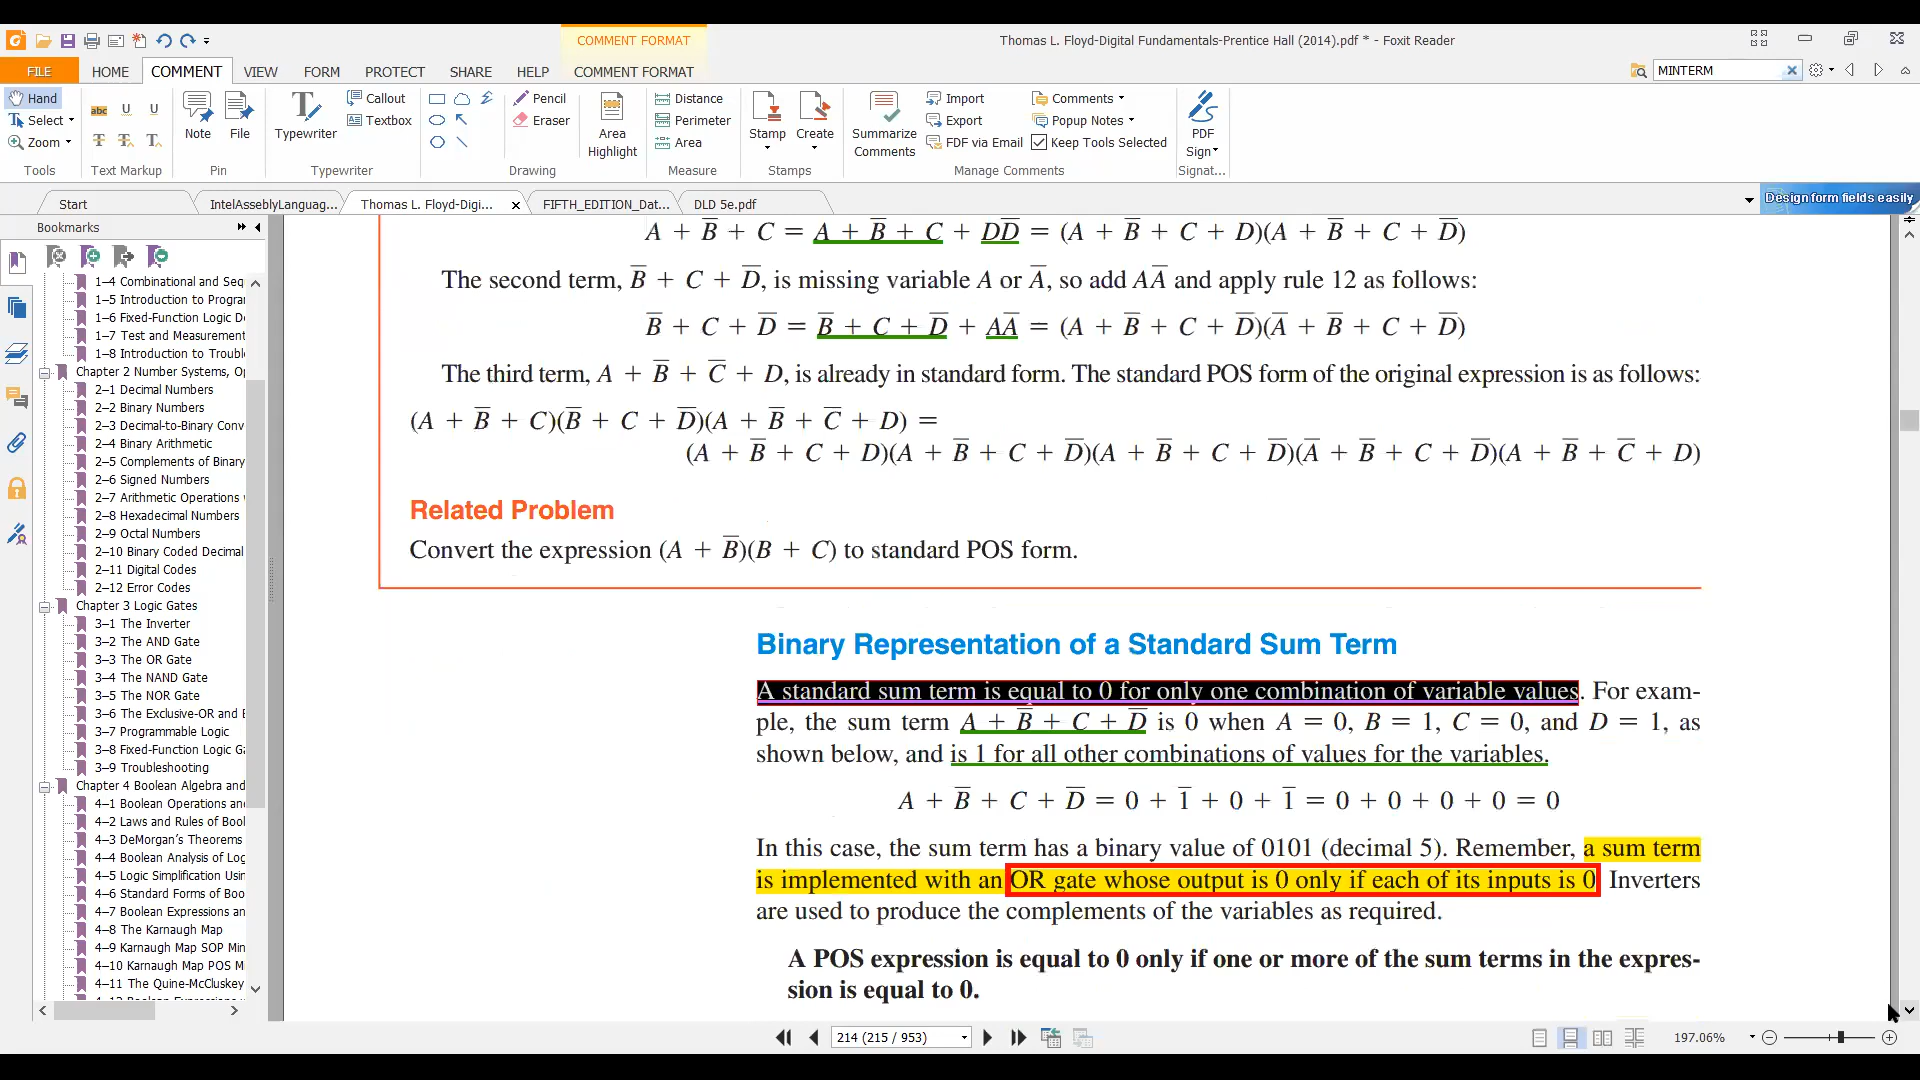 COMMENT FORMAT
Thomas L. Floyd-Digital Fundamentals-Prentice Hall (2014).pdf * - Foxit Reader
FILE HOME COMMENT VIEW FORM PROTECT SHARE HELP COMMENT FORMAT
MINTERM
Hand
Select
Zoom
Tools
abc U U
T T T
Text Markup
Note File
Pin
Typewriter
Callout
Textbox
Typewriter
Pencil
Eraser
Area
Highlight
Drawing
Distance
Perimeter
Area
Measure
Stamp Create
Stamps
Summarize
Comments
Import
Export
FDF via Email
Comments
Popup Notes
Keep Tools Selected
Manage Comments
PDF
Sign
Signat...
Start IntelAsseblyLanguag... Thomas L. Floyd-Digi... FIFTH_EDITION_Dat... DLD 5e.pdf
Design form fields easily
Bookmarks
1–4 Combinational and Seq
1–5 Introduction to Progra
1–6 Fixed-Function Logic D
1–7 Test and Measurement
1–8 Introduction to Troubl
Chapter 2 Number Systems, Op
2–1 Decimal Numbers
2–2 Binary Numbers
2–3 Decimal-to-Binary Conv
2–4 Binary Arithmetic
2–5 Complements of Binary
2–6 Signed Numbers
2–7 Arithmetic Operations
2–8 Hexadecimal Numbers
2–9 Octal Numbers
2–10 Binary Coded Decimal
2–11 Digital Codes
2–12 Error Codes
Chapter 3 Logic Gates
3–1 The Inverter
3–2 The AND Gate
3–3 The OR Gate
3–4 The NAND Gate
3–5 The NOR Gate
3–6 The Exclusive-OR and E
3–7 Programmable Logic
3–8 Fixed-Function Logic Ga
3–9 Troubleshooting
Chapter 4 Boolean Algebra and
4–1 Boolean Operations and
4–2 Laws and Rules of Bool
4–3 DeMorgan's Theorems
4–4 Boolean Analysis of Log
4–5 Logic Simplification Usin
4–6 Standard Forms of Boo
4–7 Boolean Expressions an
4–8 The Karnaugh Map
4–9 Karnaugh Map SOP Min
4–10 Karnaugh Map POS M
4–11 The Quine-McCluskey
A + B̅ + C = A + B̅ + C + DD̅ = (A + B̅ + C + D)(A + B̅ + C + D̅)
The second term, B̅ + C + D̅, is missing variable A or A̅, so add AA̅ and apply rule 12 as follows:
B̅ + C + D̅ = B̅ + C + D̅ + AA̅ = (A + B̅ + C + D̅)(A̅ + B̅ + C + D̅)
The third term, A + B̅ + C̅ + D, is already in standard form. The standard POS form of the original expression is as follows:
(A + B̅ + C)(B̅ + C + D̅)(A + B̅ + C̅ + D) =
(A + B̅ + C + D)(A + B̅ + C + D̅)(A + B̅ + C + D̅)(A̅ + B̅ + C + D̅)(A + B̅ + C̅ + D)
Related Problem
Convert the expression (A + B̅)(B + C) to standard POS form.
Binary Representation of a Standard Sum Term
A standard sum term is equal to 0 for only one combination of variable values. For exam-
ple, the sum term A + B̅ + C + D̅ is 0 when A = 0, B = 1, C = 0, and D = 1, as
shown below, and is 1 for all other combinations of values for the variables.
A + B̅ + C + D̅ = 0 + 1̅ + 0 + 1̅ = 0 + 0 + 0 + 0 = 0
In this case, the sum term has a binary value of 0101 (decimal 5). Remember, a sum term
is implemented with an OR gate whose output is 0 only if each of its inputs is 0 Inverters
are used to produce the complements of the variables as required.
A POS expression is equal to 0 only if one or more of the sum terms in the expres-
sion is equal to 0.
214 (215 / 953)
197.06%